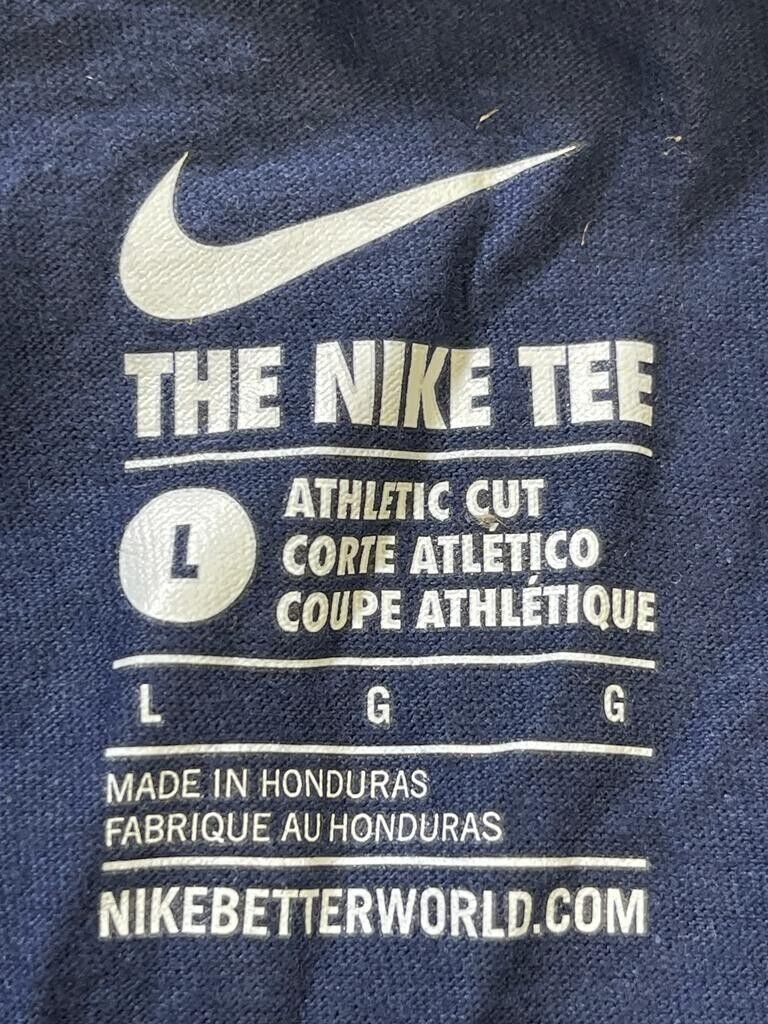 THE NIKE TEE
L
ATHLETIC CUT
CORTE ATLÉTICO
COUPE ATHLÉTIQUE
L G G
MADE IN HONDURAS
FABRIQUE AU HONDURAS
NIKEBETTERWORLD.COM